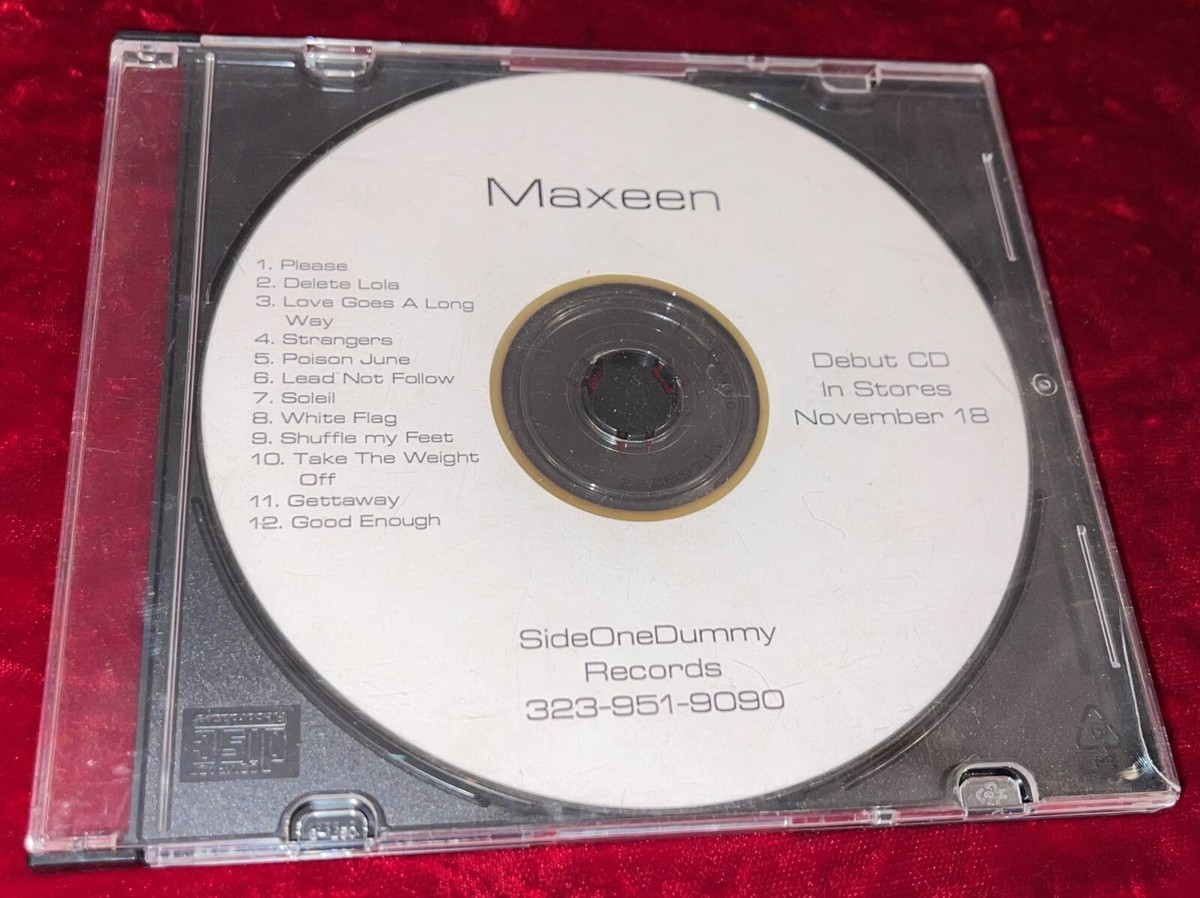 Maxeen
1. Please
2. Delete Lola
3. Love Goes A Long
Way
4. Strangers
5. Poison June
6. Lead Not Follow
7. Soleil
8. White Flag
9. Shuffle my Feet
10. Take The Weight
Off
11. Gettaway
12. Good Enough
Debut CD
In Stores
November 18
SideOneDummy
Records
323-951-9090